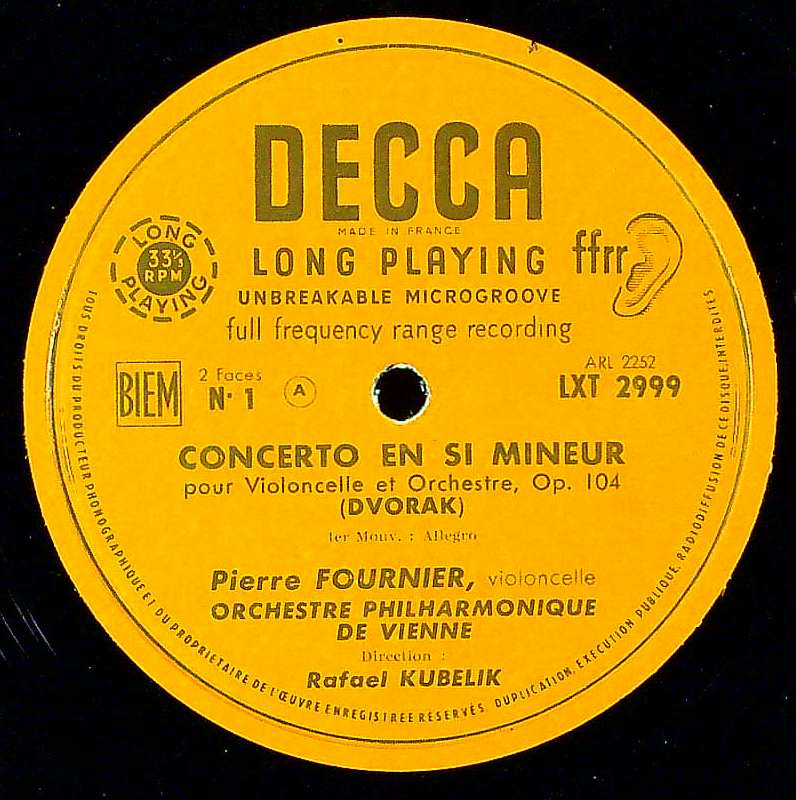 DECCA
MADE IN FRANCE
LONG PLAYING
33⅓
RPM
LONG PLAYING
ffrr
UNBREAKABLE MICROGROOVE
full frequency range recording
BIEM
2 Faces
N° 1
A
ARL 2252
LXT 2999
CONCERTO EN SI MINEUR
pour Violoncelle et Orchestre, Op. 104
(DVORAK)
1er Mouv. : Allegro
Pierre FOURNIER, violoncelle
ORCHESTRE PHILHARMONIQUE
DE VIENNE
Direction :
Rafael KUBELIK
TOUS DROITS DU PRODUCTEUR PHONOGRAPHIQUE ET DU PROPRIETAIRE DE L'ŒUVRE ENREGISTREE RÉSERVÉS. DUPLICATION, EXECUTION PUBLIQUE, RADIODIFFUSION DE CE DISQUE INTERDITES